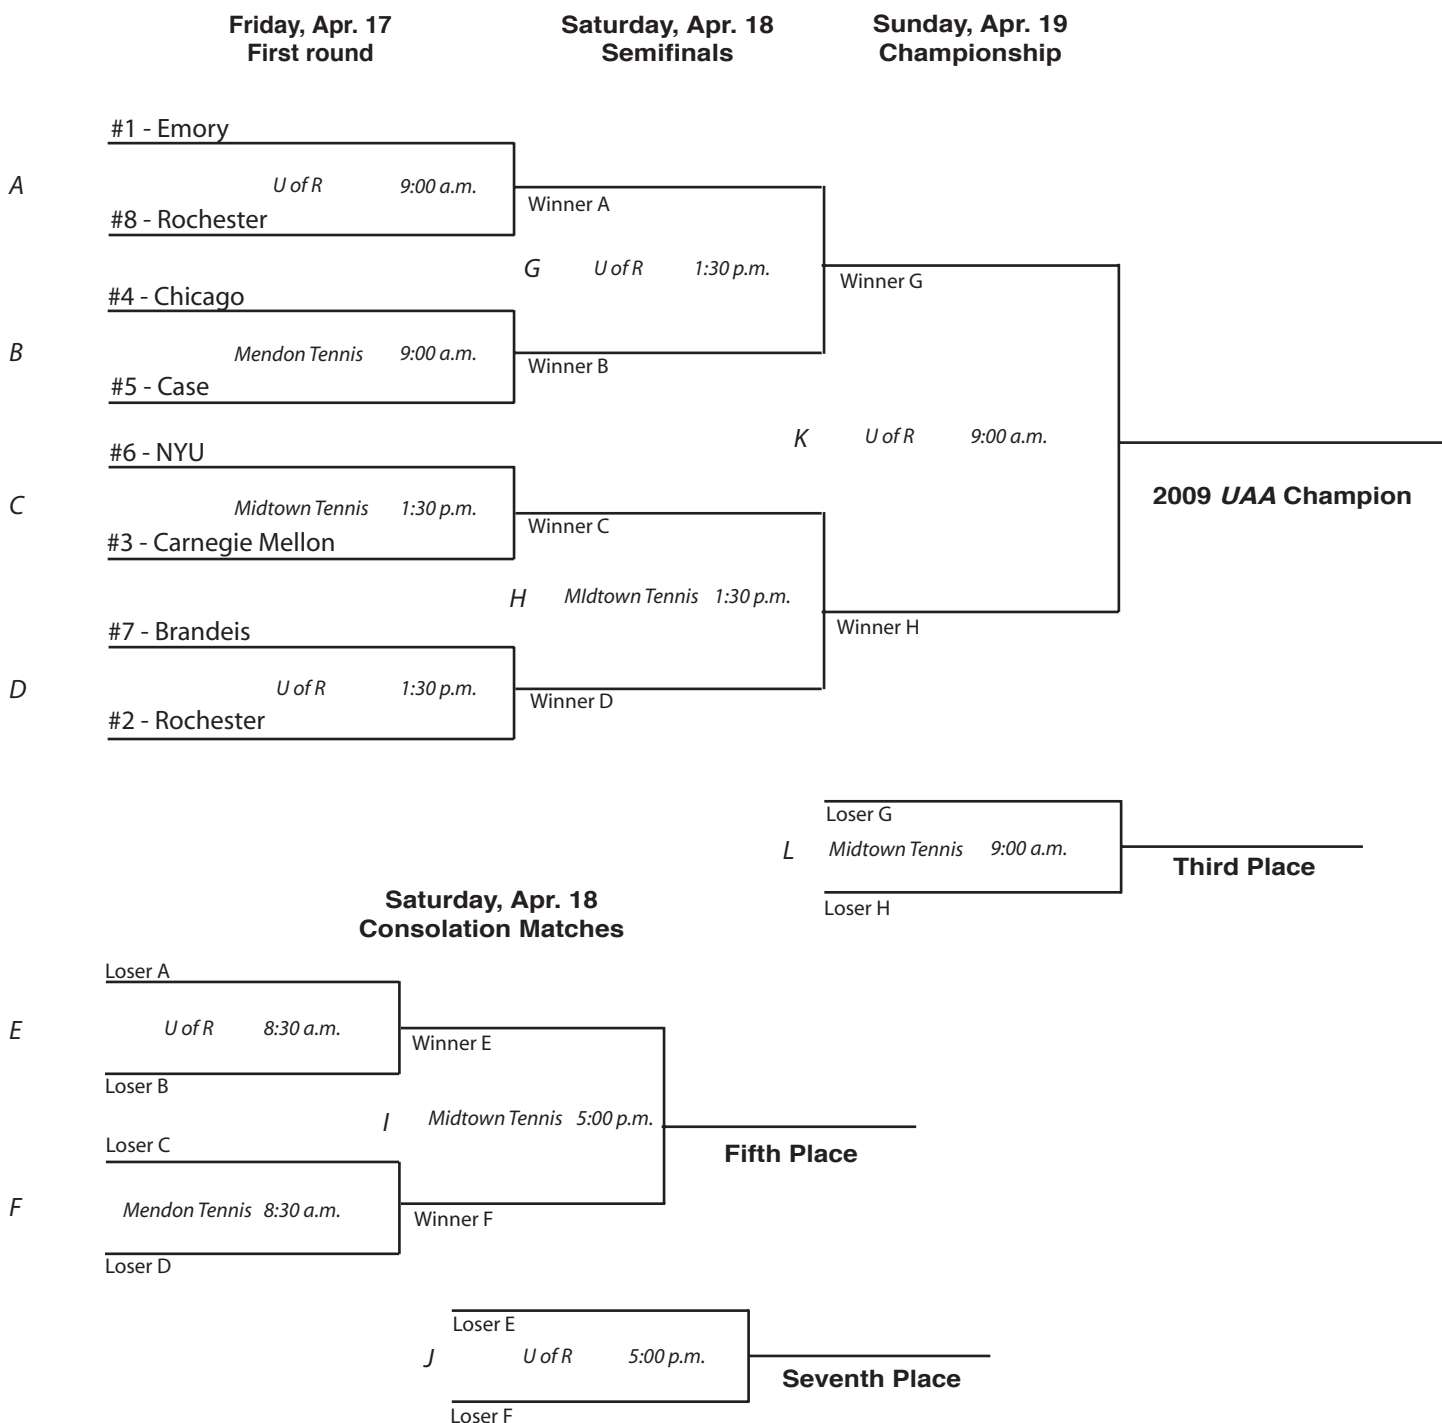 Friday, Apr. 17
First round
Saturday, Apr. 18
Semifinals
Sunday, Apr. 19
Championship
#1 - Emory
A
U of R 9:00 a.m.
#8 - Rochester
Winner A
G U of R 1:30 p.m.
Winner G
#4 - Chicago
B
Mendon Tennis 9:00 a.m.
Winner B
#5 - Case
K U of R 9:00 a.m.
#6 - NYU
2009 UAA Champion
C
Midtown Tennis 1:30 p.m.
Winner C
#3 - Carnegie Mellon
H MIdtown Tennis 1:30 p.m.
Winner H
#7 - Brandeis
D
U of R 1:30 p.m.
Winner D
#2 - Rochester
Loser G
L Midtown Tennis 9:00 a.m.
Third Place
Loser H
Saturday, Apr. 18
Consolation Matches
Loser A
E
U of R 8:30 a.m.
Winner E
Loser B
I Midtown Tennis 5:00 p.m.
Fifth Place
Loser C
F
Mendon Tennis 8:30 a.m.
Winner F
Loser D
Loser E
J U of R 5:00 p.m.
Seventh Place
Loser F